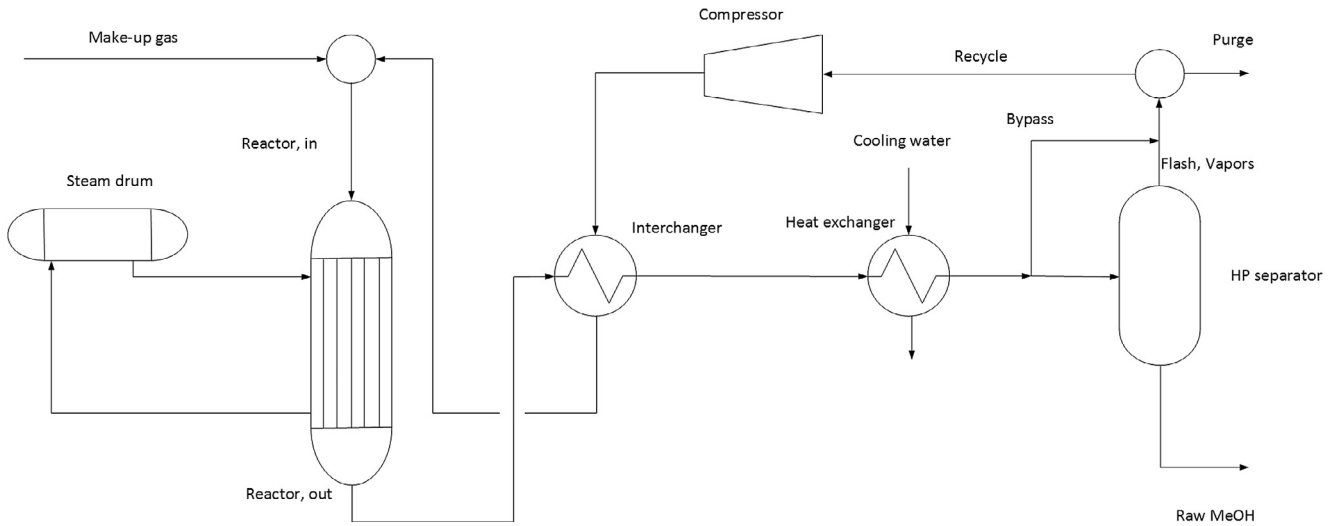 Compressor
Make-up gas
Purge
Recycle
Bypass
Reactor, in
Cooling water
Flash, Vapors
Steam drum
Interchanger
Heat exchanger
HP separator
Reactor, out
Raw MeOH